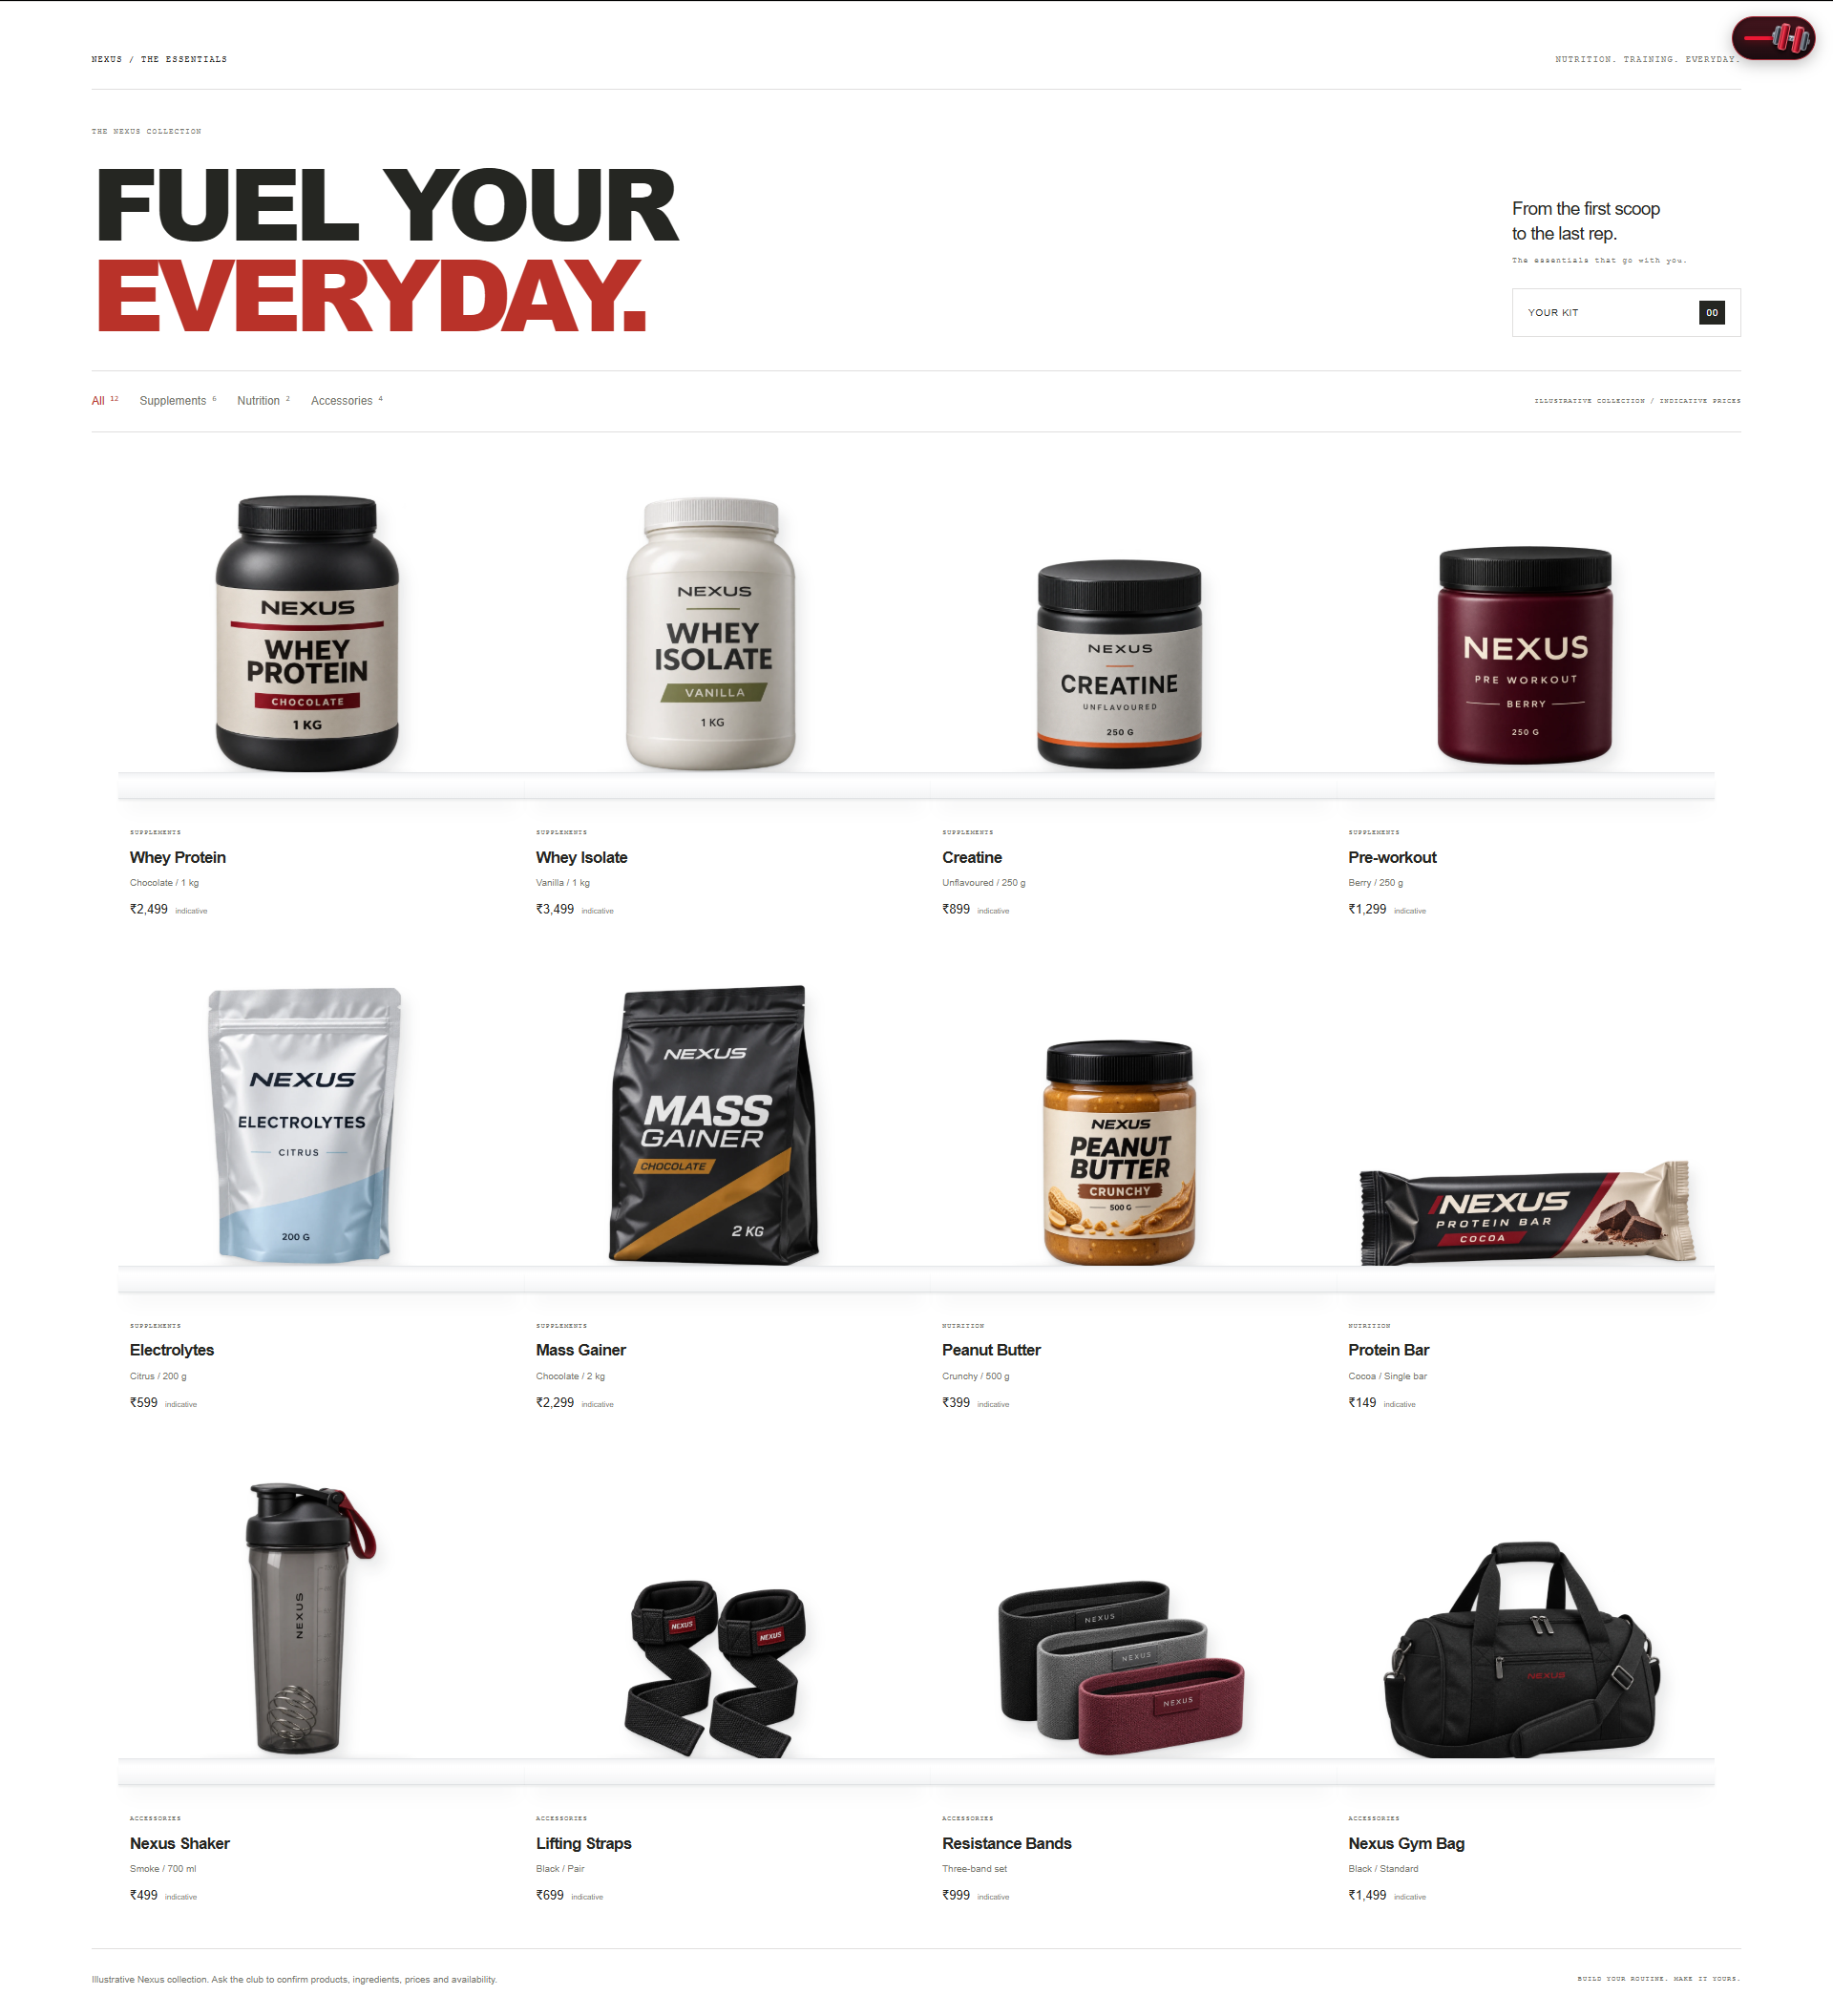 NEXUS / THE ESSENTIALS
NUTRITION. TRAINING. EVERYDAY.
THE NEXUS COLLECTION
FUEL YOUR
EVERYDAY.
From the first scoop
to the last rep.
The essentials that go with you.
YOUR KIT 00
All 12 Supplements 6 Nutrition 2 Accessories 4
ILLUSTRATIVE COLLECTION / INDICATIVE PRICES
NEXUS
WHEY
PROTEIN
CHOCOLATE
1 KG
NEXUS
WHEY
ISOLATE
VANILLA
1 KG
NEXUS
CREATINE
UNFLAVOURED
250 G
NEXUS
PRE WORKOUT
BERRY
250 G
SUPPLEMENTS
Whey Protein
Chocolate / 1 kg
₹2,499 indicative
SUPPLEMENTS
Whey Isolate
Vanilla / 1 kg
₹3,499 indicative
SUPPLEMENTS
Creatine
Unflavoured / 250 g
₹899 indicative
SUPPLEMENTS
Pre-workout
Berry / 250 g
₹1,299 indicative
NEXUS
ELECTROLYTES
CITRUS
200 G
NEXUS
MASS
GAINER
CHOCOLATE
2 KG
NEXUS
PEANUT
BUTTER
CRUNCHY
500 G
NEXUS
PROTEIN BAR
COCOA
SUPPLEMENTS
Electrolytes
Citrus / 200 g
₹599 indicative
SUPPLEMENTS
Mass Gainer
Chocolate / 2 kg
₹2,299 indicative
NUTRITION
Peanut Butter
Crunchy / 500 g
₹399 indicative
NUTRITION
Protein Bar
Cocoa / Single bar
₹149 indicative
NEXUS
NEXUS
NEXUS
NEXUS
NEXUS
NEXUS
NEXUS
ACCESSORIES
Nexus Shaker
Smoke / 700 ml
₹499 indicative
ACCESSORIES
Lifting Straps
Black / Pair
₹699 indicative
ACCESSORIES
Resistance Bands
Three-band set
₹999 indicative
ACCESSORIES
Nexus Gym Bag
Black / Standard
₹1,499 indicative
Illustrative Nexus collection. Ask the club to confirm products, ingredients, prices and availability.
BUILD YOUR ROUTINE. MAKE IT YOURS.